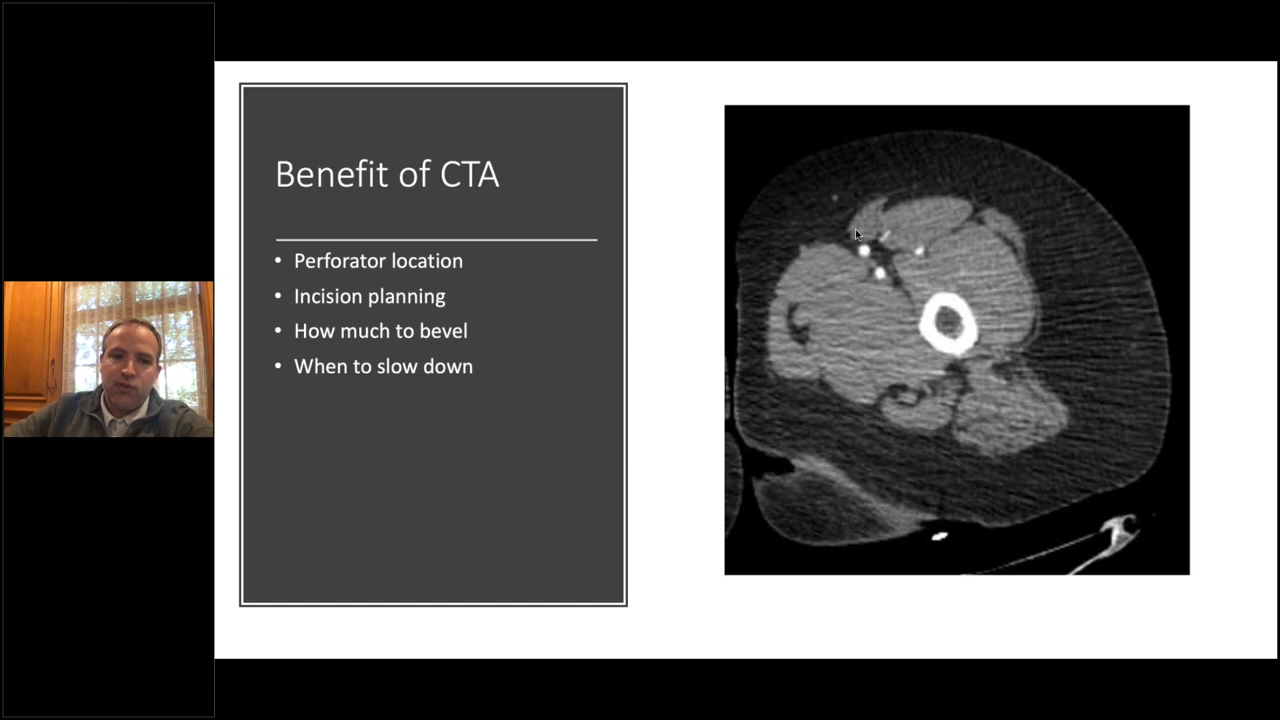 Benefit of CTA
• Perforator location
• Incision planning
• How much to bevel
• When to slow down